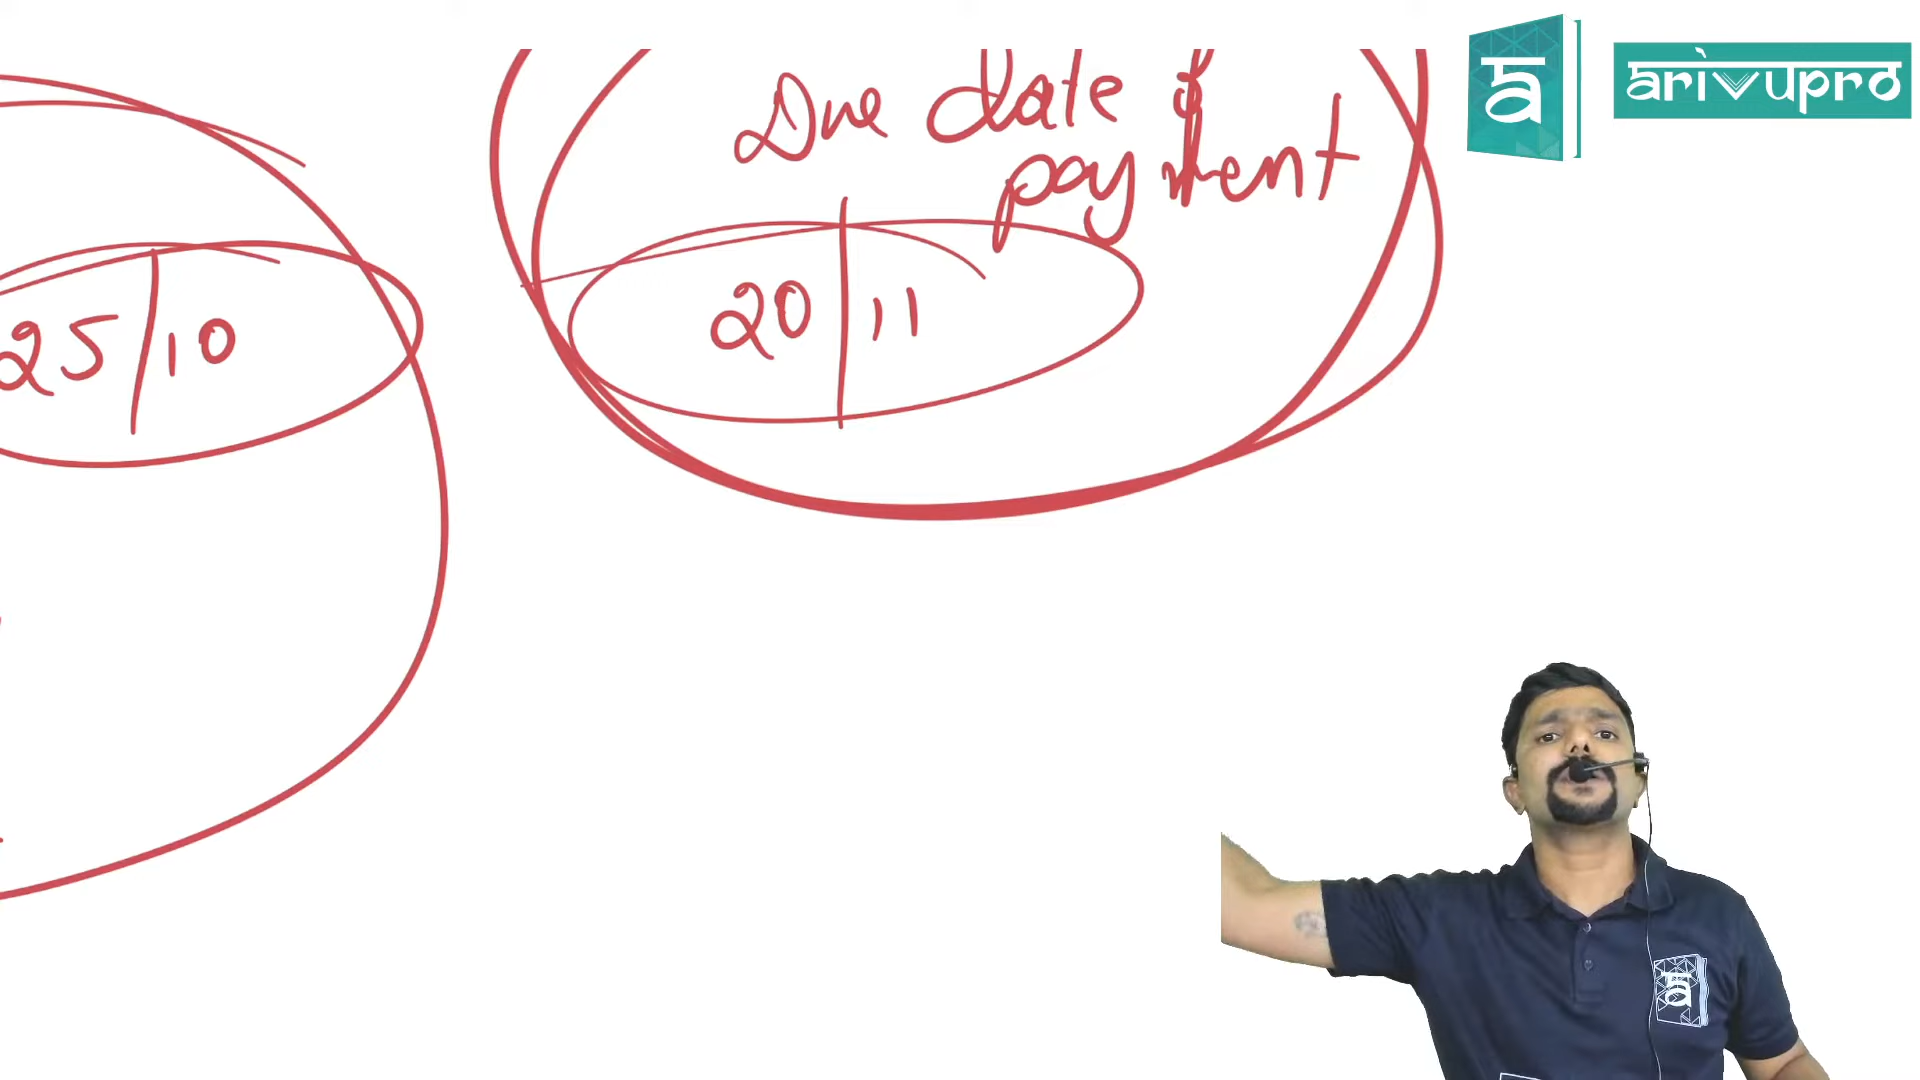 Due date of
payment
20 | 11
25 / 10
ā
arivupro
ā